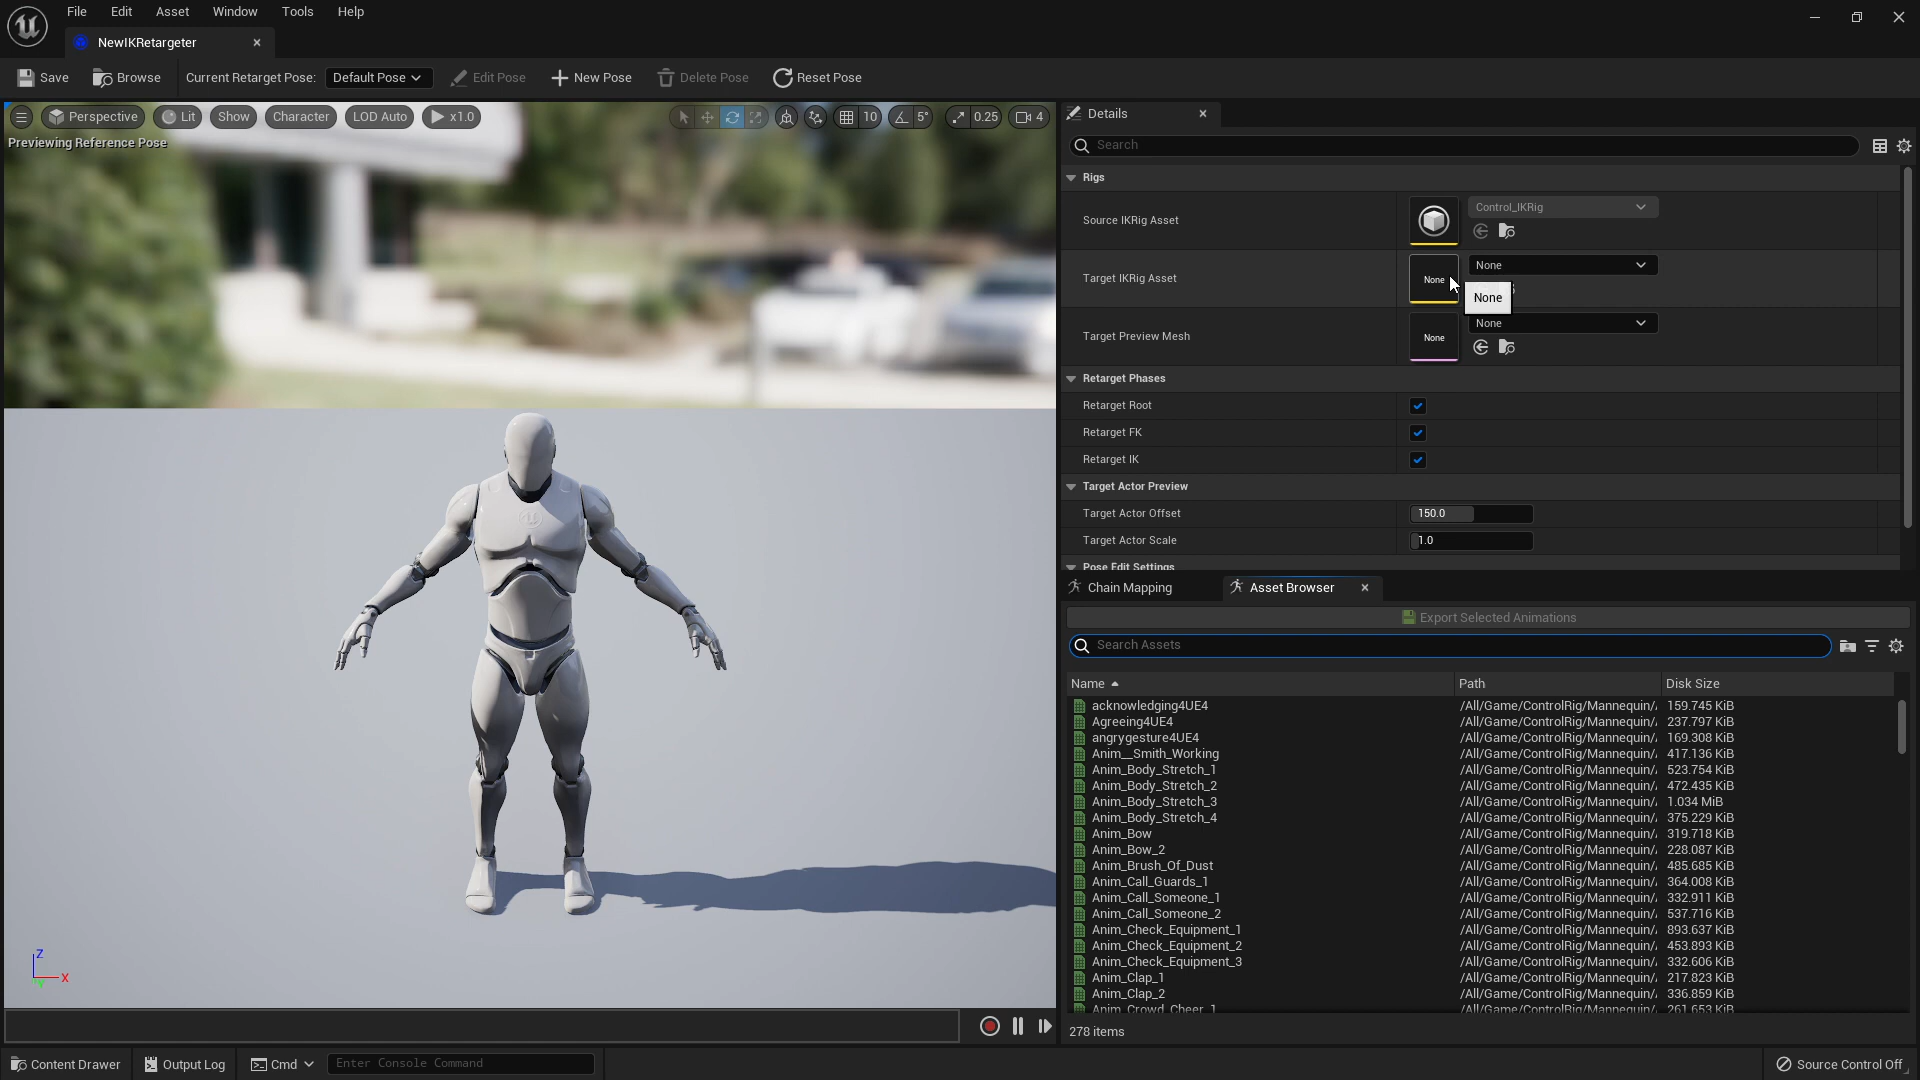 File Edit Asset Window Tools Help
NewIKRetargeter
Save Browse Current Retarget Pose: Default Pose Edit Pose New Pose Delete Pose Reset Pose
Perspective Lit Show Character LOD Auto x1.0 10 5° 0.25 4
Previewing Reference Pose
Details
Search
Rigs
Source IKRig Asset Control_IKRig
Target IKRig Asset None None
None
Target Preview Mesh None None
Retarget Phases
Retarget Root
Retarget FK
Retarget IK
Target Actor Preview
Target Actor Offset 150.0
Target Actor Scale 1.0
Pose Edit Settings
Chain Mapping Asset Browser
Export Selected Animations
Search Assets
Name Path Disk Size
acknowledging4UE4 /All/Game/ControlRig/Mannequin/ 159.745 KiB
Agreeing4UE4 /All/Game/ControlRig/Mannequin/ 237.797 KiB
angrygesture4UE4 /All/Game/ControlRig/Mannequin/ 169.308 KiB
Anim__Smith_Working /All/Game/ControlRig/Mannequin/ 417.136 KiB
Anim_Body_Stretch_1 /All/Game/ControlRig/Mannequin/ 523.754 KiB
Anim_Body_Stretch_2 /All/Game/ControlRig/Mannequin/ 472.435 KiB
Anim_Body_Stretch_3 /All/Game/ControlRig/Mannequin/ 1.034 MiB
Anim_Body_Stretch_4 /All/Game/ControlRig/Mannequin/ 375.229 KiB
Anim_Bow /All/Game/ControlRig/Mannequin/ 319.718 KiB
Anim_Bow_2 /All/Game/ControlRig/Mannequin/ 228.087 KiB
Anim_Brush_Of_Dust /All/Game/ControlRig/Mannequin/ 485.685 KiB
Anim_Call_Guards_1 /All/Game/ControlRig/Mannequin/ 364.008 KiB
Anim_Call_Someone_1 /All/Game/ControlRig/Mannequin/ 332.911 KiB
Anim_Call_Someone_2 /All/Game/ControlRig/Mannequin/ 537.716 KiB
Anim_Check_Equipment_1 /All/Game/ControlRig/Mannequin/ 893.637 KiB
Anim_Check_Equipment_2 /All/Game/ControlRig/Mannequin/ 453.893 KiB
Anim_Check_Equipment_3 /All/Game/ControlRig/Mannequin/ 332.606 KiB
Anim_Clap_1 /All/Game/ControlRig/Mannequin/ 217.823 KiB
Anim_Clap_2 /All/Game/ControlRig/Mannequin/ 336.859 KiB
Anim_Crowd_Cheer_1 /All/Game/ControlRig/Mannequin/ 261.653 KiB
278 items
Z
X
Y
Content Drawer Output Log Cmd Enter Console Command Source Control Off